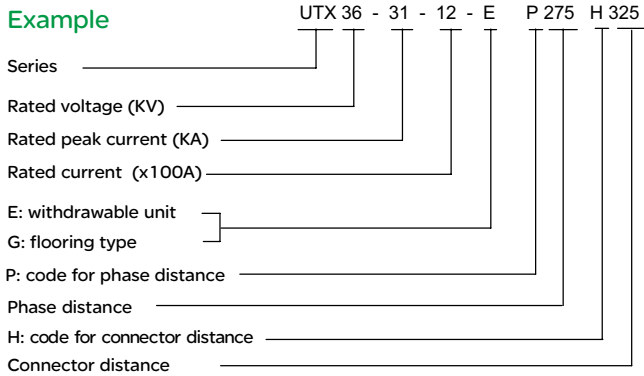 Example
UTX 36 - 31 - 12 - E P 275 H 325
Series
Rated voltage (KV)
Rated peak current (KA)
Rated current (x100A)
E: withdrawable unit
G: flooring type
P: code for phase distance
Phase distance
H: code for connector distance
Connector distance